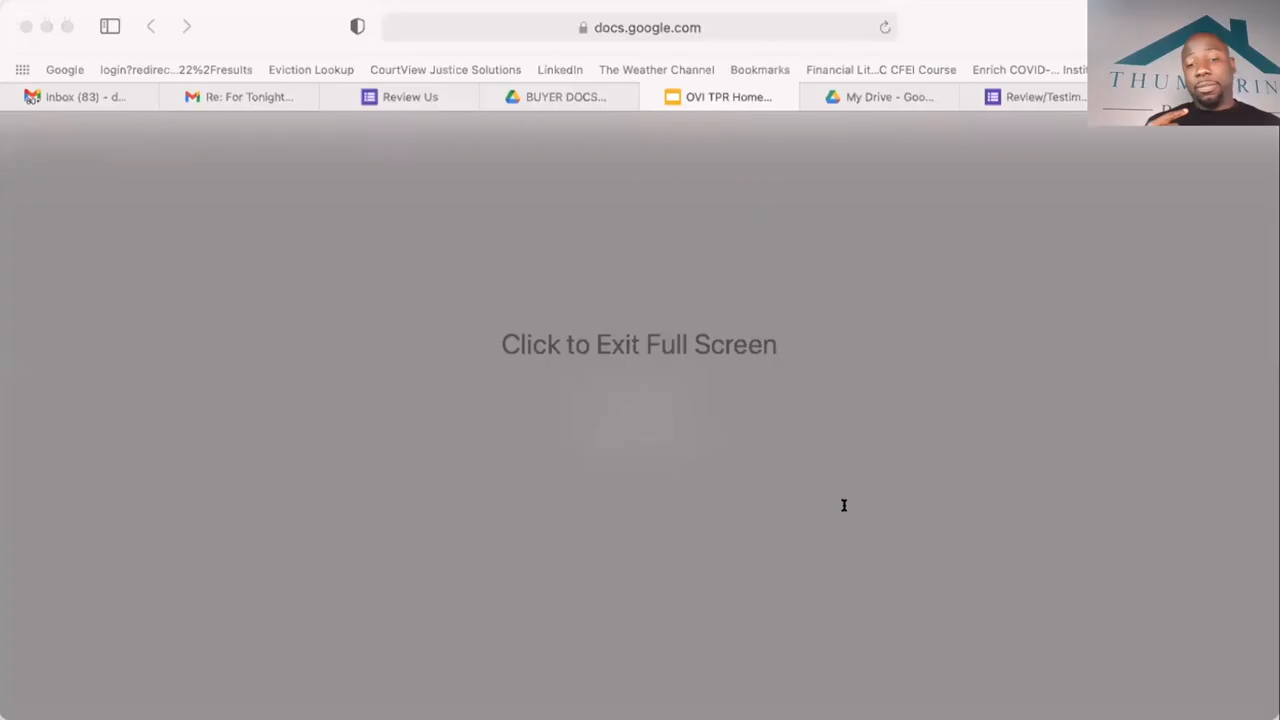 docs.google.com
Google login?redirec...22%2Fresults Eviction Lookup CourtView Justice Solutions LinkedIn The Weather Channel Bookmarks Financial Lit...C CFEI Course Enrich COVID-... Insti
Inbox (83) - d... Re: For Tonight... Review Us BUYER DOCS... OVI TPR Home... My Drive - Goo... Review/Testim...
THUM RIN
Click to Exit Full Screen